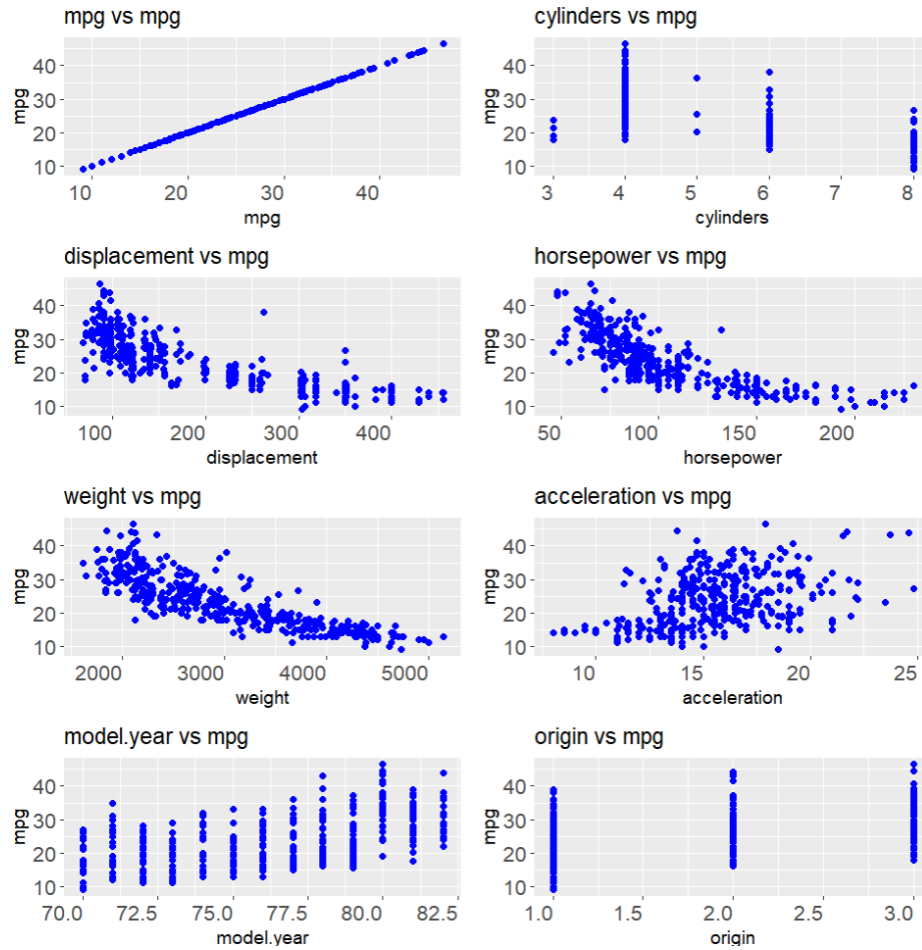 mpg vs mpg
40
30
20
10
mpg
20
40
mpg
cylinders vs mpg
40
30
20
10
mpg
3
4
5
6
7
8
cylinders
displacement vs mpg
40
30
20
10
mpg
100
200
300
400
displacement
horsepower vs mpg
40
30
20
10
mpg
50
100
150
200
horsepower
weight vs mpg
40
30
20
10
mpg
2000
3000
4000
5000
weight
acceleration vs mpg
40
30
20
10
mpg
10
15
20
25
acceleration
model.year vs mpg
40
30
20
10
mpg
70.0
72.5
75.0
77.5
80.0
82.5
model.year
origin vs mpg
40
30
20
10
mpg
1.0
1.5
2.0
2.5
3.0
origin